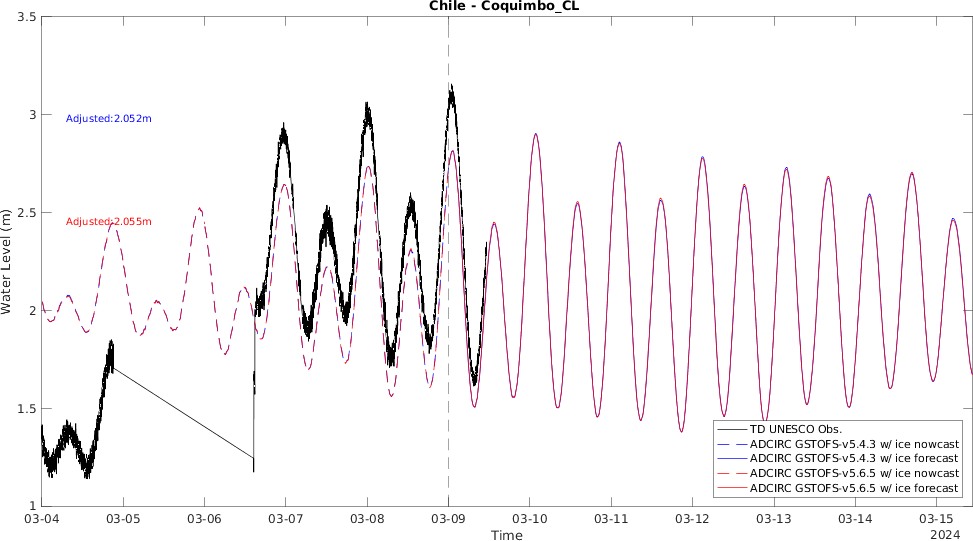 Chile - Coquimbo_CL
3.5
3
2.5
2
1.5
1
Water Level (m)
Adjusted:2.052m
Adjusted:2.055m
TD UNESCO Obs.
ADCIRC GSTOFS-v5.4.3 w/ ice nowcast
ADCIRC GSTOFS-v5.4.3 w/ ice forecast
ADCIRC GSTOFS-v5.6.5 w/ ice nowcast
ADCIRC GSTOFS-v5.6.5 w/ ice forecast
03-04 03-05 03-06 03-07 03-08 03-09 03-10 03-11 03-12 03-13 03-14 03-15
Time
2024